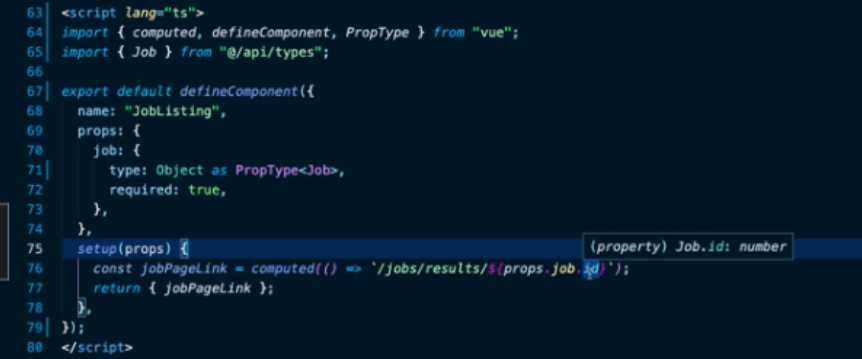 63 <script lang="ts">
64 import { computed, defineComponent, PropType } from "vue";
65 import { Job } from "@/api/types";
66
67 export default defineComponent({
68   name: "JobListing",
69   props: {
70     job: {
71       type: Object as PropType<Job>,
72       required: true,
73     },
74   },
75   setup(props) {
(property) Job.id: number
76     const jobPageLink = computed(() => `/jobs/results/${props.job.id}`);
77     return { jobPageLink };
78   },
79 });
80 </script>